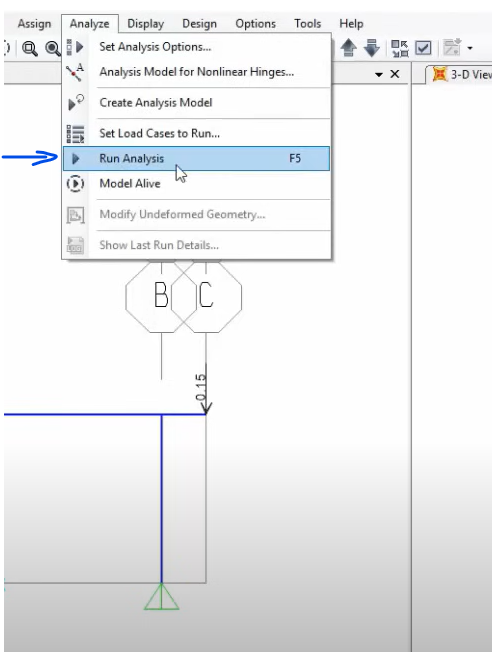 Assign Analyze Display Design Options Tools Help
Set Analysis Options...
3-D View
Analysis Model for Nonlinear Hinges...
Create Analysis Model
Set Load Cases to Run...
Run Analysis F5
Model Alive
Modify Undeformed Geometry...
Show Last Run Details...
B C
0.15